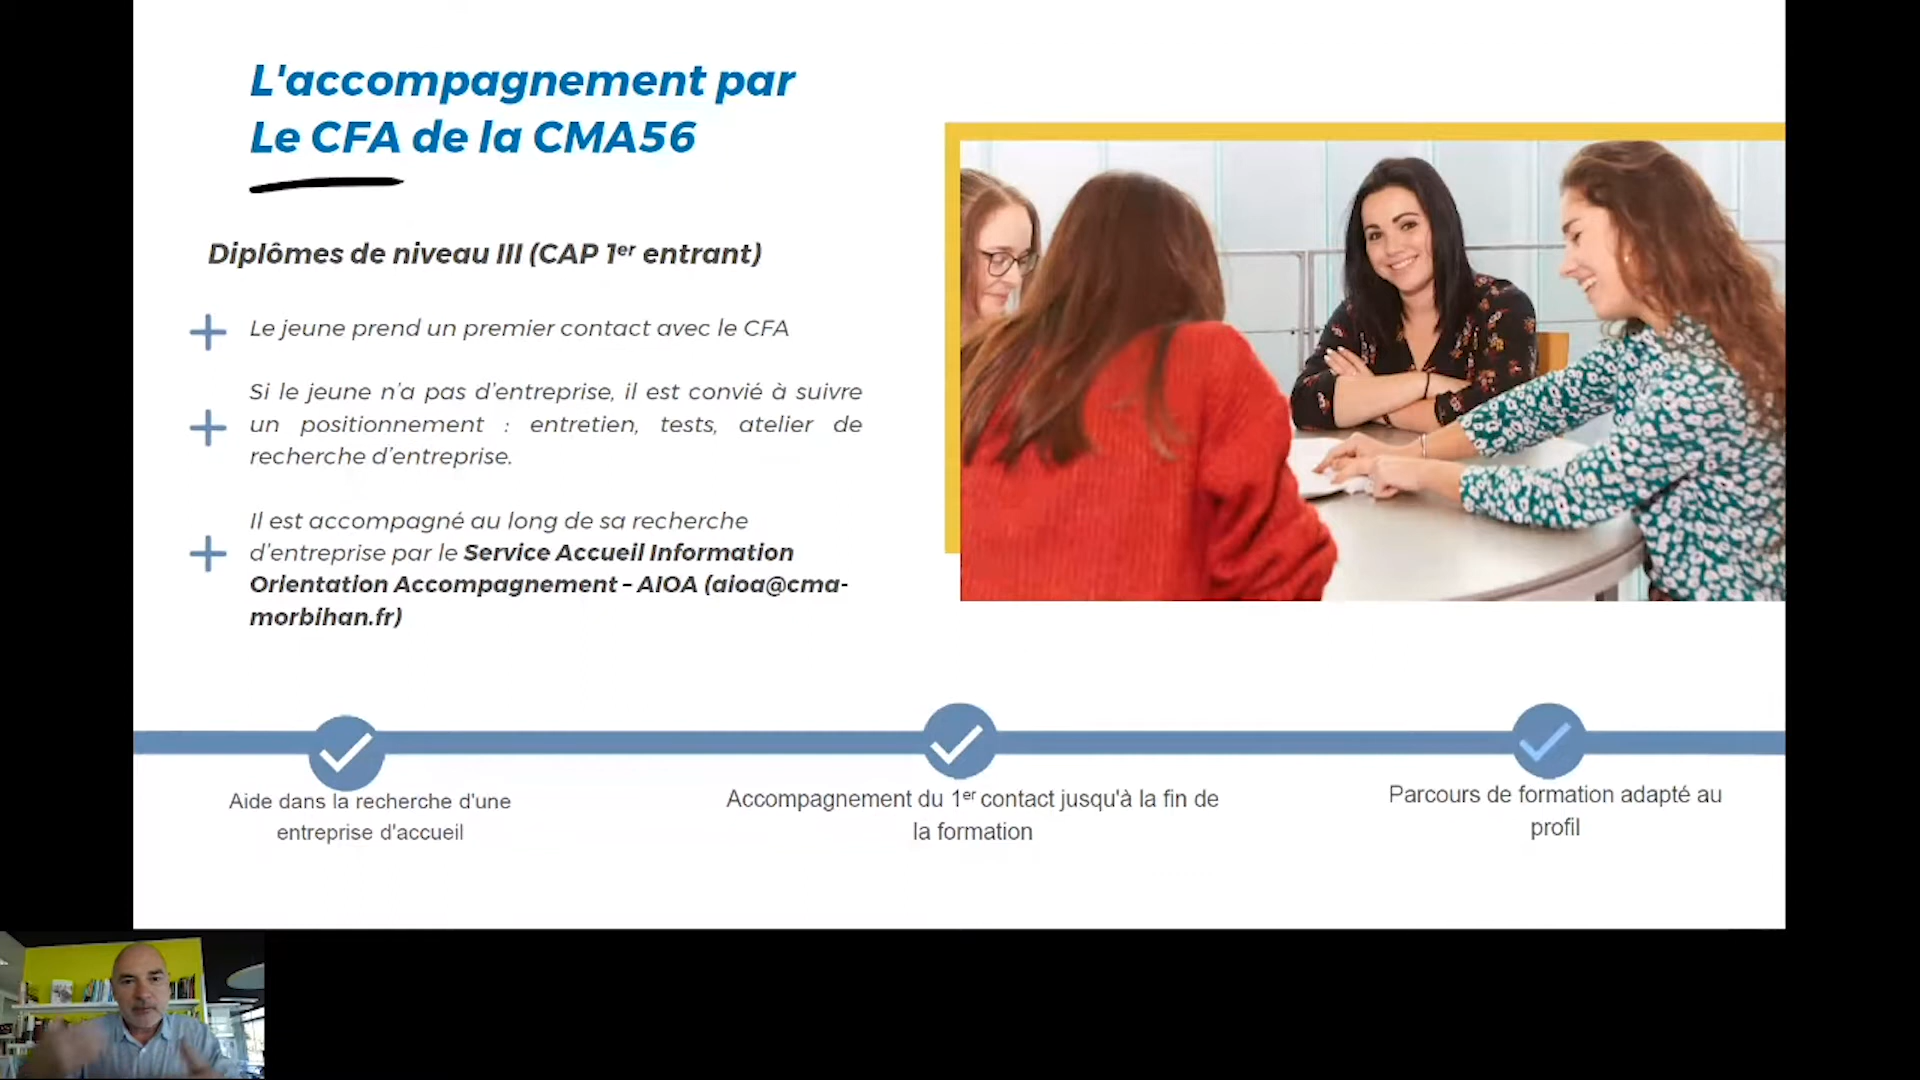 L'accompagnement par
Le CFA de la CMA56
Diplômes de niveau III (CAP 1er entrant)
Le jeune prend un premier contact avec le CFA
Si le jeune n'a pas d'entreprise, il est convié à suivre
un positionnement : entretien, tests, atelier de
recherche d'entreprise.
Il est accompagné au long de sa recherche
d'entreprise par le Service Accueil Information
Orientation Accompagnement – AIOA (aioa@cma-
morbihan.fr)
Aide dans la recherche d'une
entreprise d'accueil
Accompagnement du 1er contact jusqu'à la fin de
la formation
Parcours de formation adapté au
profil